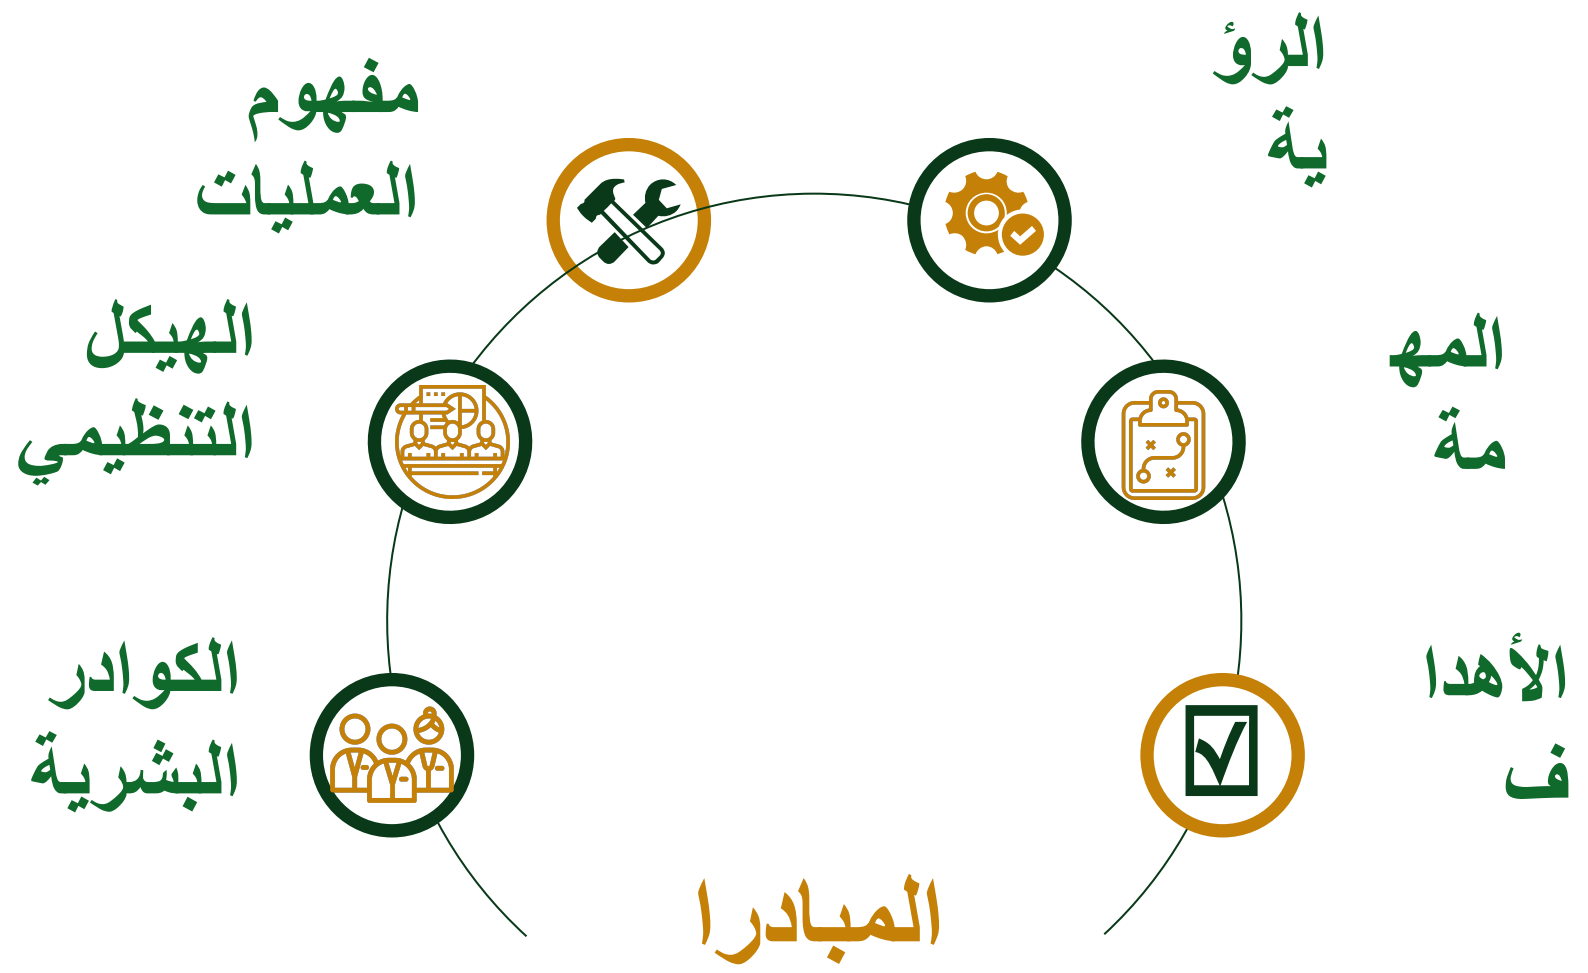 الرؤ
ية
المه
مة
الأهدا
ف
مفهوم
العمليات
الهيكل
التنظيمي
الكوادر
البشرية
المبادرا